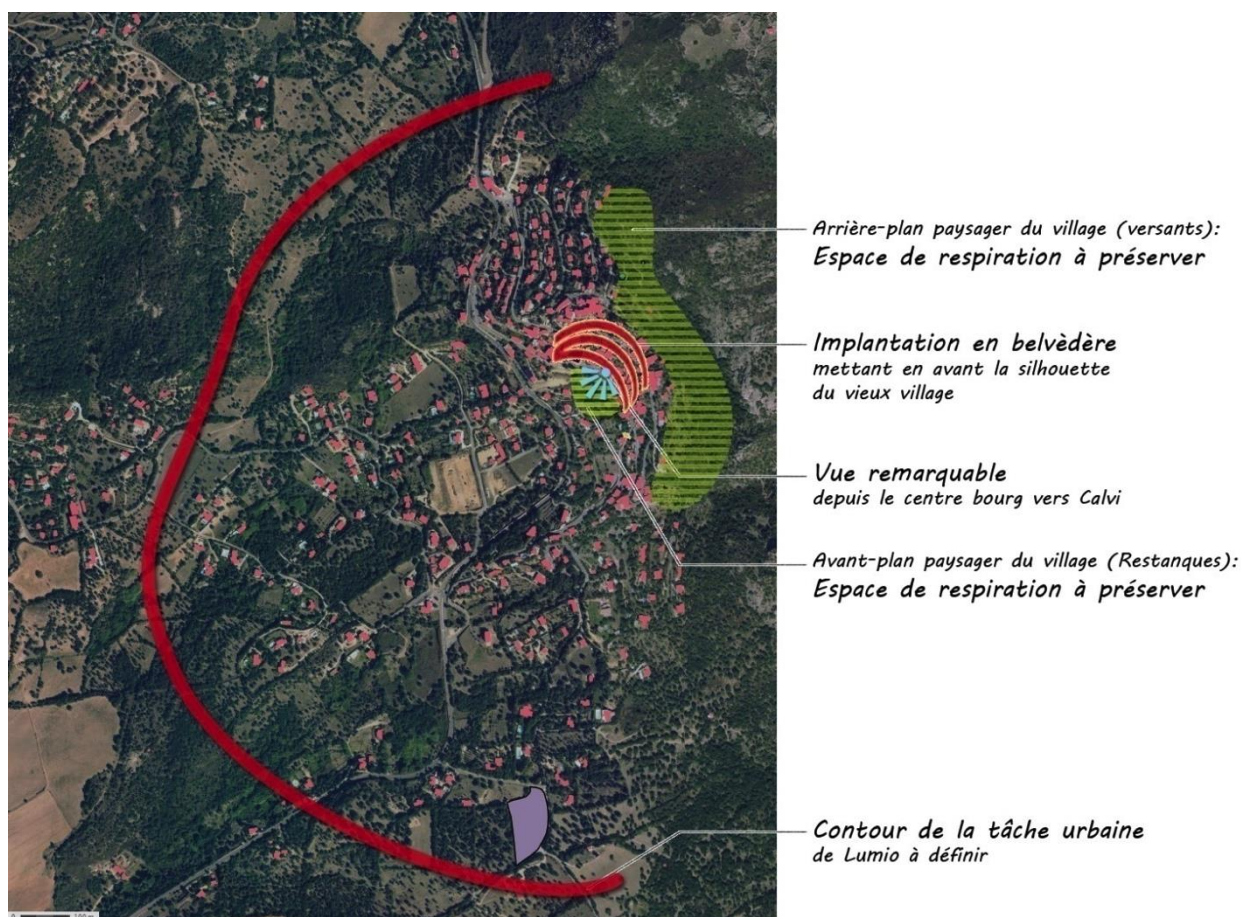 Arrière-plan paysager du village (versants):
Espace de respiration à préserver
Implantation en belvèdère
mettant en avant la silhouette
du vieux village
Vue remarquable
depuis le centre bourg vers Calvi
Avant-plan paysager du village (Restanques):
Espace de respiration à préserver
Contour de la tâche urbaine
de Lumio à définir